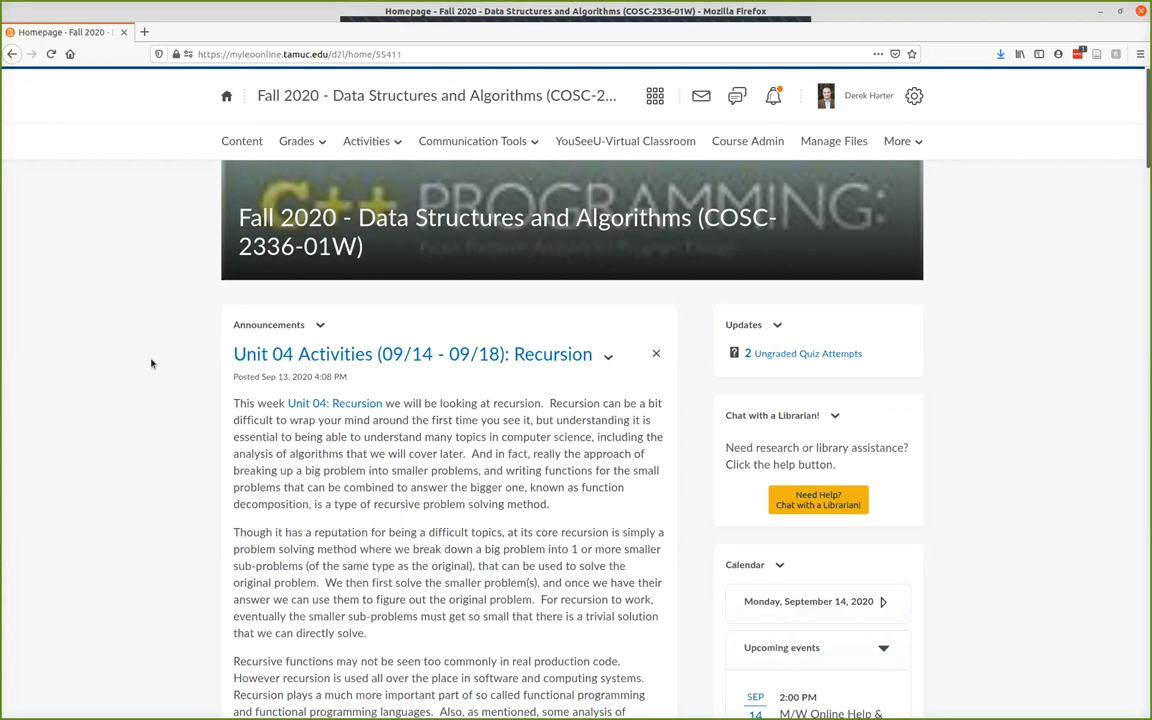 Homepage - Fall 2020 - Data Structures and Algorithms (COSC-2336-01W) - Mozilla Firefox
Homepage - Fall 2020 -
https://myleoonline.tamuc.edu/d2l/home/55411
Fall 2020 - Data Structures and Algorithms (COSC-2...
Derek Harter
Content Grades Activities Communication Tools YouSeeU-Virtual Classroom Course Admin Manage Files More
C++ PROGRAMMING:
Fall 2020 - Data Structures and Algorithms (COSC-
2336-01W)
Announcements
Unit 04 Activities (09/14 - 09/18): Recursion
Posted Sep 13, 2020 4:08 PM
This week Unit 04: Recursion we will be looking at recursion. Recursion can be a bit
difficult to wrap your mind around the first time you see it, but understanding it is
essential to being able to understand many topics in computer science, including the
analysis of algorithms that we will cover later. And in fact, really the approach of
breaking up a big problem into smaller problems, and writing functions for the small
problems that can be combined to answer the bigger one, known as function
decomposition, is a type of recursive problem solving method.
Though it has a reputation for being a difficult topics, at its core recursion is simply a
problem solving method where we break down a big problem into 1 or more smaller
sub-problems (of the same type as the original), that can be used to solve the
original problem. We then first solve the smaller problem(s), and once we have their
answer we can use them to figure out the original problem. For recursion to work,
eventually the smaller sub-problems must get so small that there is a trivial solution
that we can directly solve.
Recursive functions may not be seen too commonly in real production code.
However recursion is used all over the place in software and computing systems.
Recursion plays a much more important part of so called functional programming
and functional programming languages. Also, as mentioned, some analysis of
Updates
2 Ungraded Quiz Attempts
Chat with a Librarian!
Need research or library assistance?
Click the help button.
Need Help?
Chat with a Librarian!
Calendar
Monday, September 14, 2020
Upcoming events
SEP 2:00 PM
14 M/W Online Help &